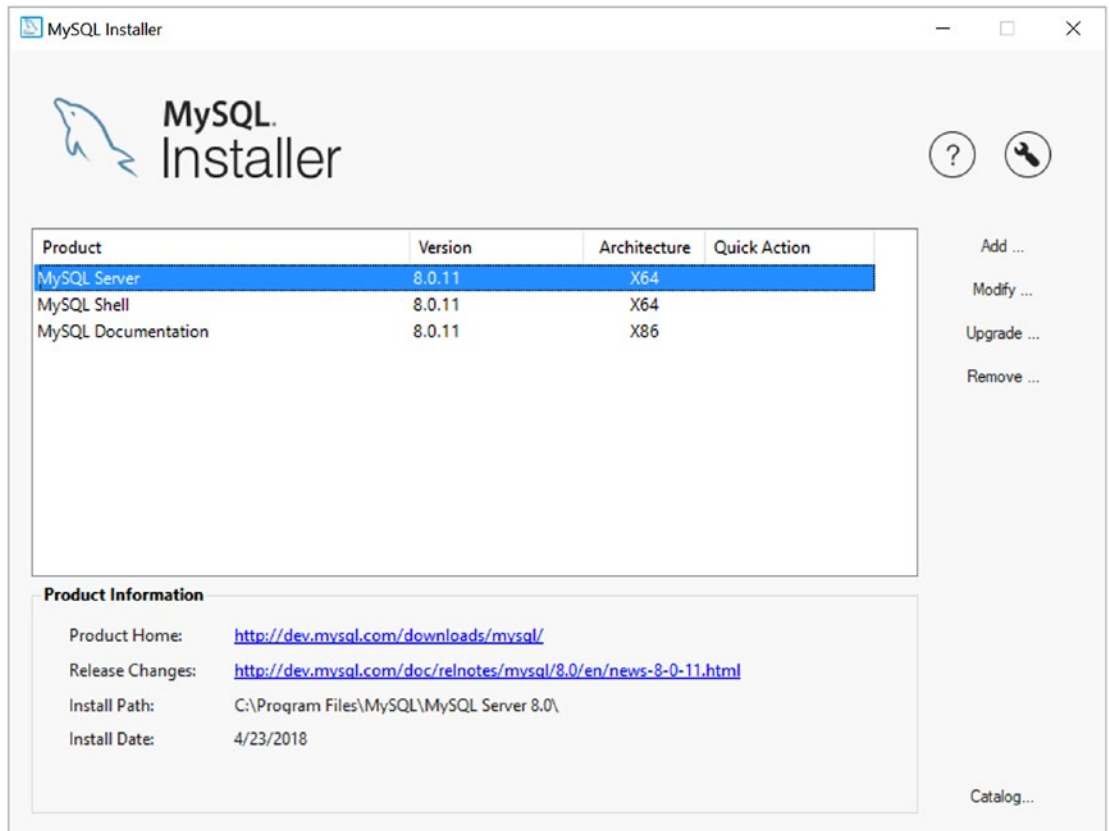 MySQL Installer
MySQL.
Installer
?
Product Version Architecture Quick Action
MySQL Server 8.0.11 X64
MySQL Shell 8.0.11 X64
MySQL Documentation 8.0.11 X86
Add ...
Modify ...
Upgrade ...
Remove ...
Product Information
Product Home: http://dev.mysql.com/downloads/mysql/
Release Changes: http://dev.mysql.com/doc/relnotes/mysql/8.0/en/news-8-0-11.html
Install Path: C:\Program Files\MySQL\MySQL Server 8.0\
Install Date: 4/23/2018
Catalog...